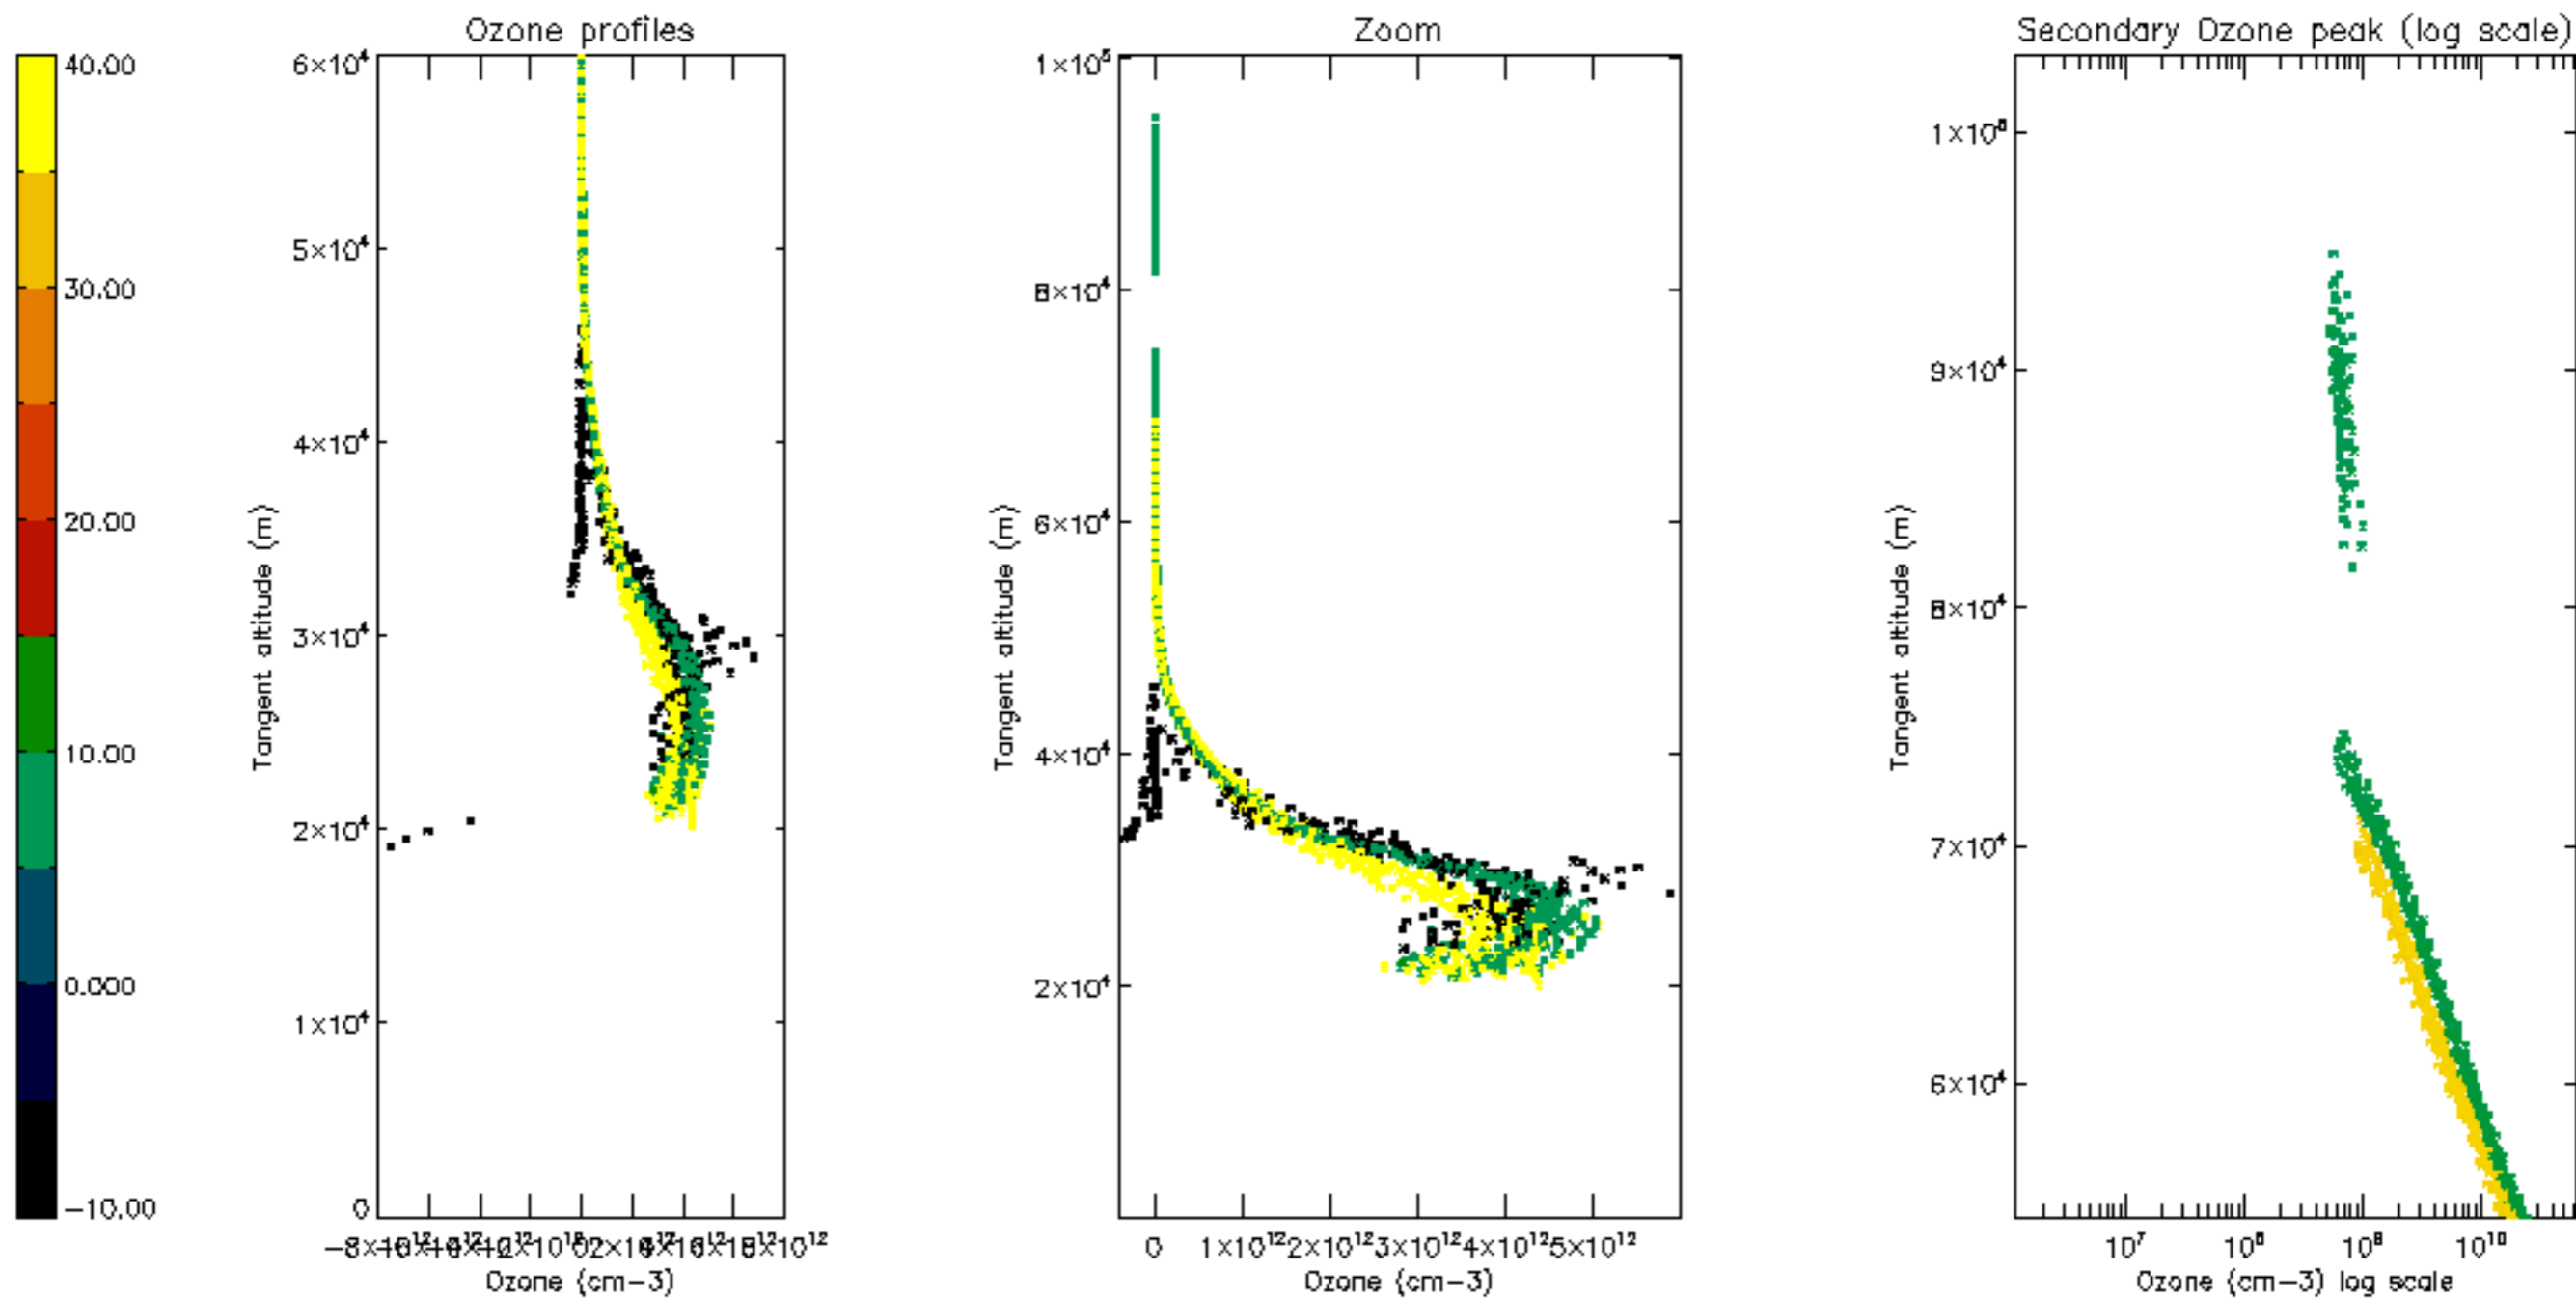 40.00
30.00
20.00
10.00
0.000
-10.00
Ozone profiles
6×10⁴
5×10⁴
4×10⁴
3×10⁴
2×10⁴
1×10⁴
0
Tangent altitude (m)
Ozone (cm-3)
Zoom
1×10⁵
8×10⁴
6×10⁴
4×10⁴
2×10⁴
Tangent altitude (m)
0 1×10¹² 2×10¹² 3×10¹² 4×10¹² 5×10¹²
Ozone (cm-3)
Secondary Ozone peak (log scale)
9×10⁴
8×10⁴
7×10⁴
6×10⁴
Tangent altitude (m)
10⁷ 10⁸ 10⁹ 10¹⁰
Ozone (cm-3) log scale